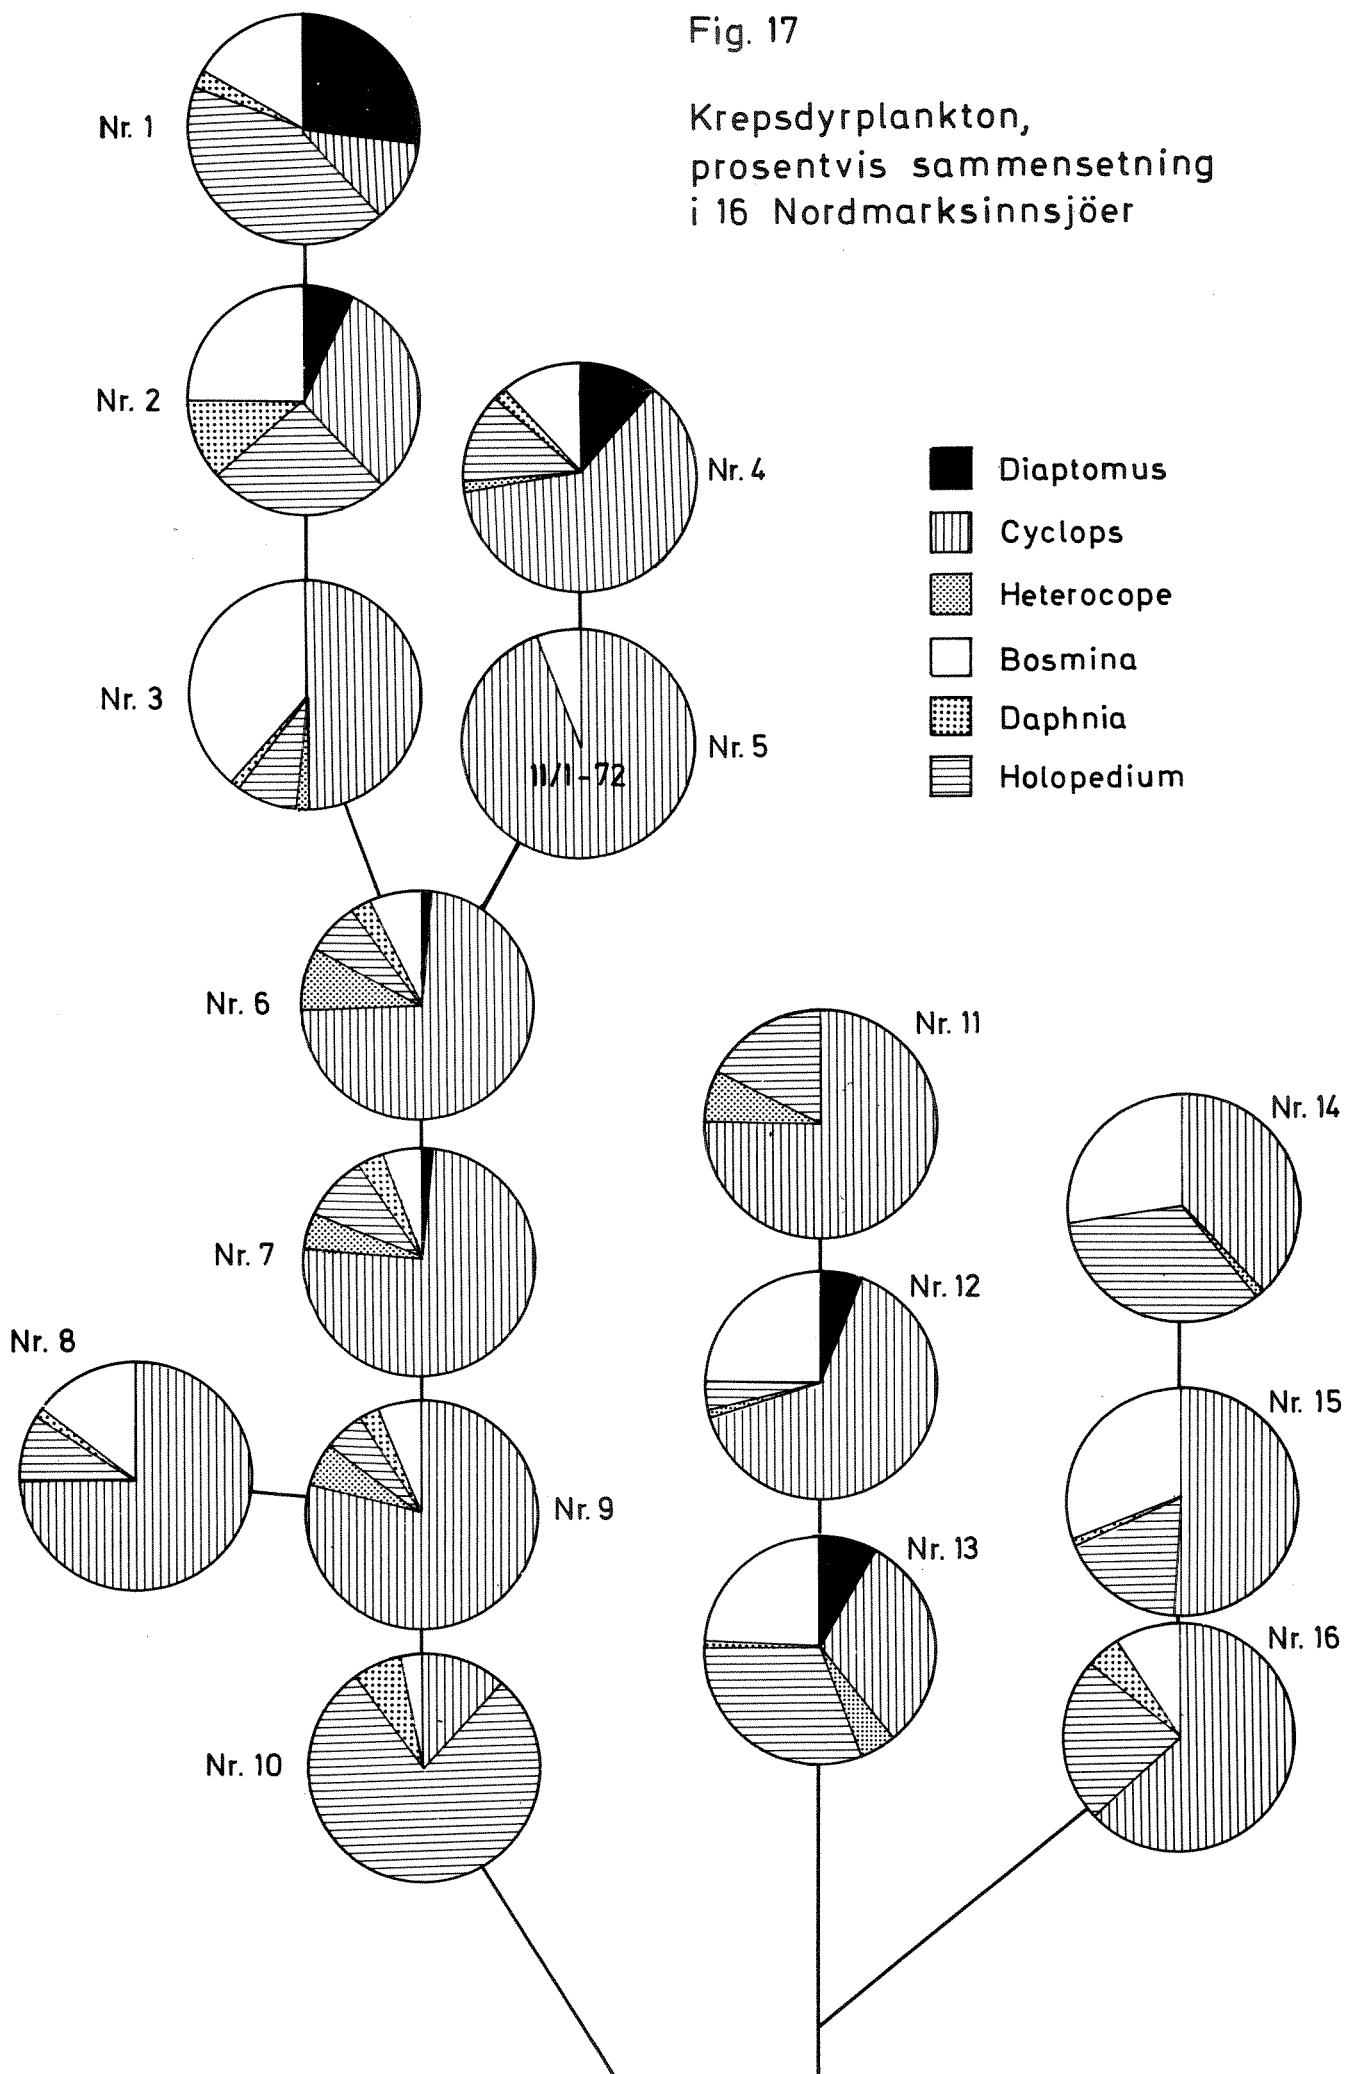 Fig. 17
Krepsdyrplankton,
prosentvis sammensetning
i 16 Nordmarksinnsjöer
Nr. 1
Nr. 2
Nr. 4
Nr. 3
Nr. 5
11/1-72
Diaptomus
Cyclops
Heterocope
Bosmina
Daphnia
Holopedium
Nr. 6
Nr. 7
Nr. 8
Nr. 9
Nr. 10
Nr. 11
Nr. 12
Nr. 13
Nr. 14
Nr. 15
Nr. 16